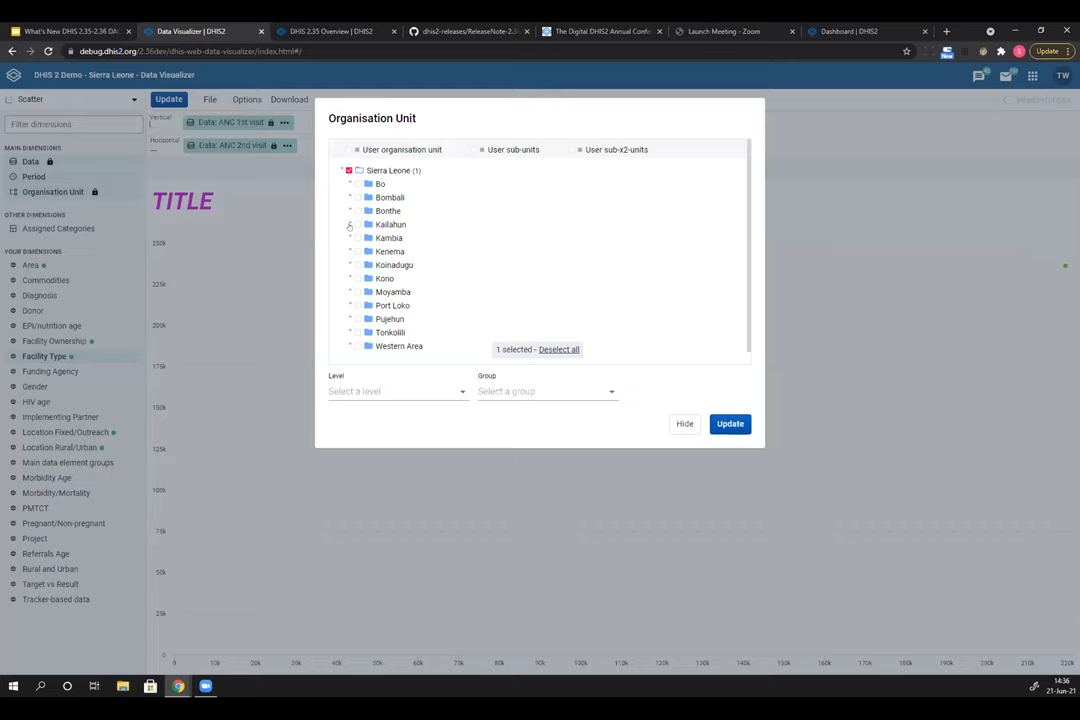 What's New DHIS 2.35-2.36 DAC
Data Visualizer | DHIS2
DHIS 2.35 Overview | DHIS2
dhis2-releases/ReleaseNote-2.3
The Digital DHIS2 Annual Confe
Launch Meeting - Zoom
Dashboard | DHIS2
debug.dhis2.org/2.36dev/dhis-web-data-visualizer/index.html#/
New
S
Update
DHIS 2 Demo - Sierra Leone - Data Visualizer
TW
Scatter
Update
File
Options
Download
Interpretations
Filter dimensions
Vertical
Data: ANC 1st visit
Horizontal
Data: ANC 2nd visit
MAIN DIMENSIONS
Data
Period
Organisation Unit
OTHER DIMENSIONS
Assigned Categories
YOUR DIMENSIONS
Area
Commodities
Diagnosis
Donor
EPI/nutrition age
Facility Ownership
Facility Type
Funding Agency
Gender
HIV age
Implementing Partner
Location Fixed/Outreach
Location Rural/Urban
Main data element groups
Morbidity Age
Morbidity/Mortality
PMTCT
Pregnant/Non-pregnant
Project
Referrals Age
Rural and Urban
Target vs Result
Tracker-based data
TITLE
250k
225k
200k
175k
150k
125k
100k
75k
50k
25k
0
0 10k 20k 30k 40k 50k 60k 70k 80k 90k 100k 110k 120k 130k 140k 150k 160k 170k 180k 190k 200k 210k 220k
Organisation Unit
User organisation unit
User sub-units
User sub-x2-units
Sierra Leone (1)
Bo
Bombali
Bonthe
Kailahun
Kambia
Kenema
Koinadugu
Kono
Moyamba
Port Loko
Pujehun
Tonkolili
Western Area
1 selected - Deselect all
Level
Group
Select a level
Select a group
Hide
Update
14:36
21-Jun-21